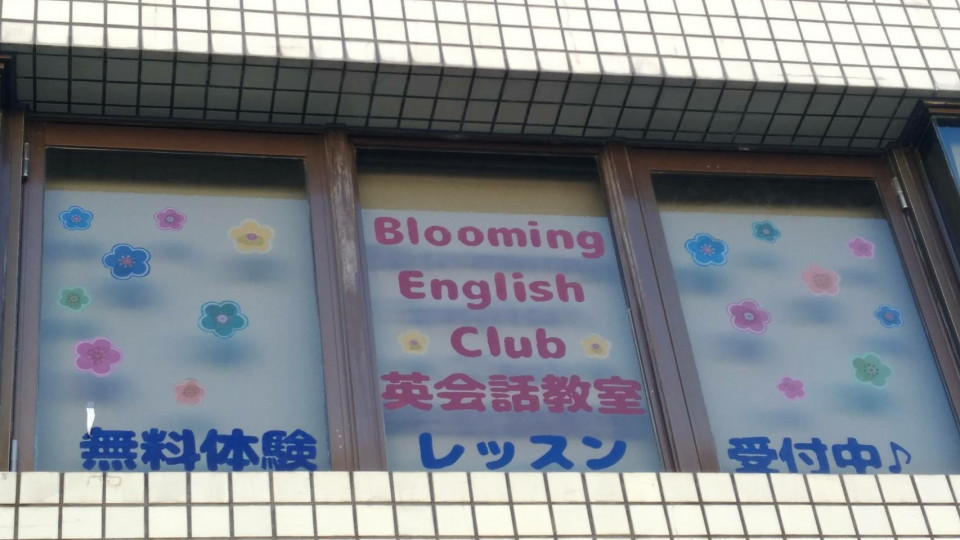 Blooming
English
Club
英会話教室
無料体験 レッスン 受付中♪